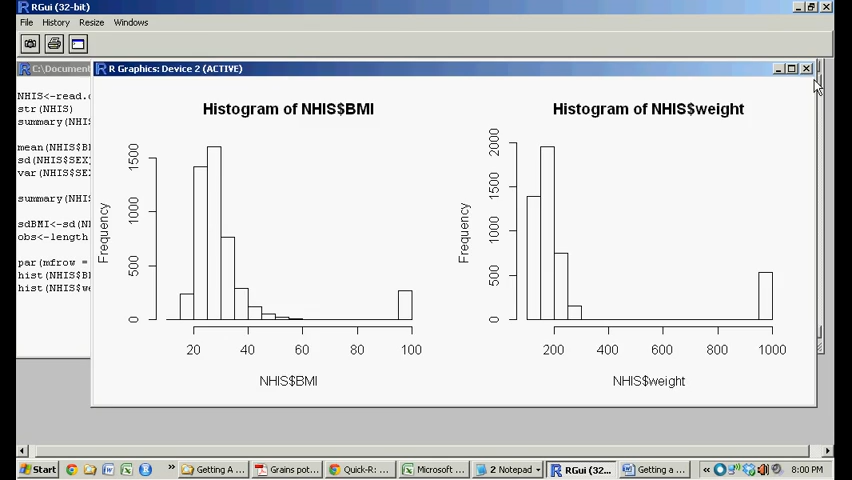 RGui (32-bit)
File History Resize Windows
C:\Document
R Graphics: Device 2 (ACTIVE)
NHIS<-read.
str(NHIS)
summary(NHI
mean(NHIS$B
sd(NHIS$SEX
var(NHIS$SE
summary(NHI
sdBMI<-sd(N
obs<-length
par(mfrow =
hist(NHIS$B
hist(NHIS$we
Histogram of NHIS$BMI
Frequency
0 500 1000 1500
20 40 60 80 100
NHIS$BMI
Histogram of NHIS$weight
Frequency
0 500 1000 1500 2000
200 400 600 800 1000
NHIS$weight
Start
Getting A ...
Grains pot...
Quick-R: ...
Microsoft ...
2 Notepad
RGui (32...
Getting a ...
8:00 PM